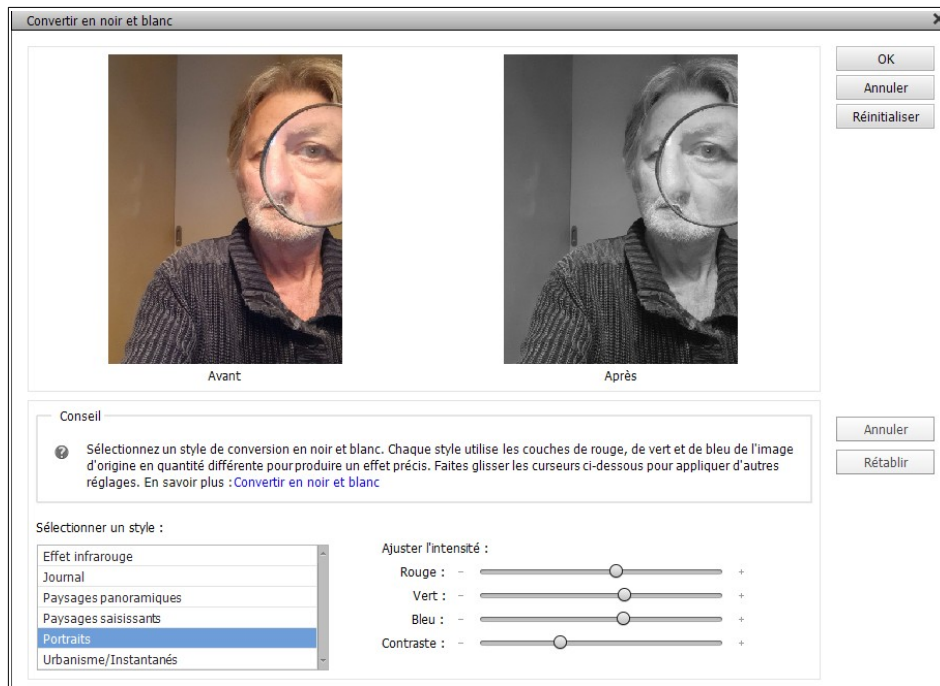 Convertir en noir et blanc
OK
Annuler
Réinitialiser
Avant
Après
Conseil
Sélectionnez un style de conversion en noir et blanc. Chaque style utilise les couches de rouge, de vert et de bleu de l'image
d'origine en quantité différente pour produire un effet précis. Faites glisser les curseurs ci-dessous pour appliquer d'autres
réglages. En savoir plus : Convertir en noir et blanc
Annuler
Rétablir
Sélectionner un style :
Effet infrarouge
Journal
Paysages panoramiques
Paysages saisissants
Portraits
Urbanisme/Instantanés
Ajuster l'intensité :
Rouge : - +
Vert : - +
Bleu : - +
Contraste : - +